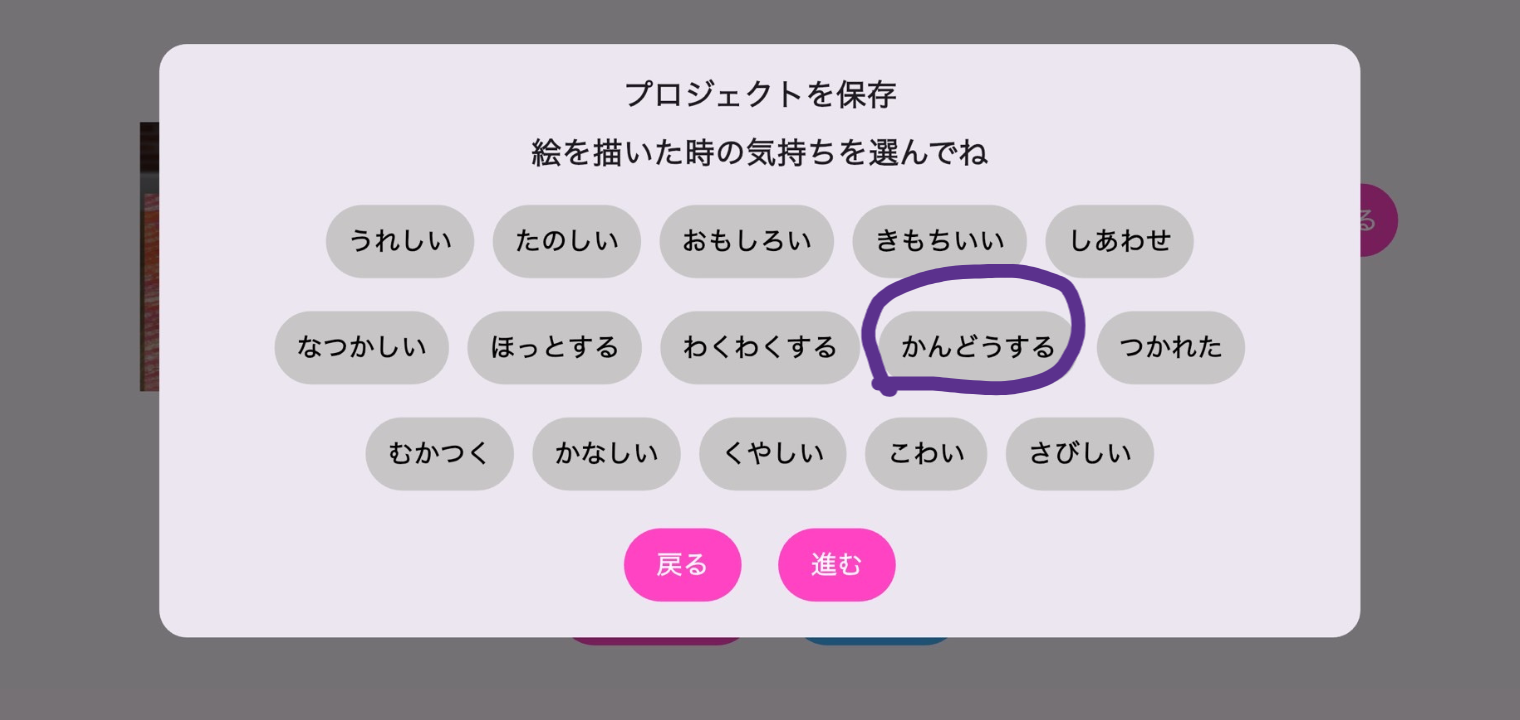 プロジェクトを保存
絵を描いた時の気持ちを選んでね
うれしい たのしい おもしろい きもちいい しあわせ
る
なつかしい ほっとする わくわくする かんどうする つかれた
むかつく かなしい くやしい こわい さびしい
戻る 進む